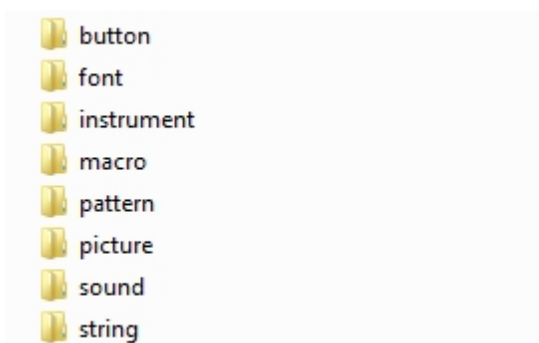 button
font
instrument
macro
pattern
picture
sound
string